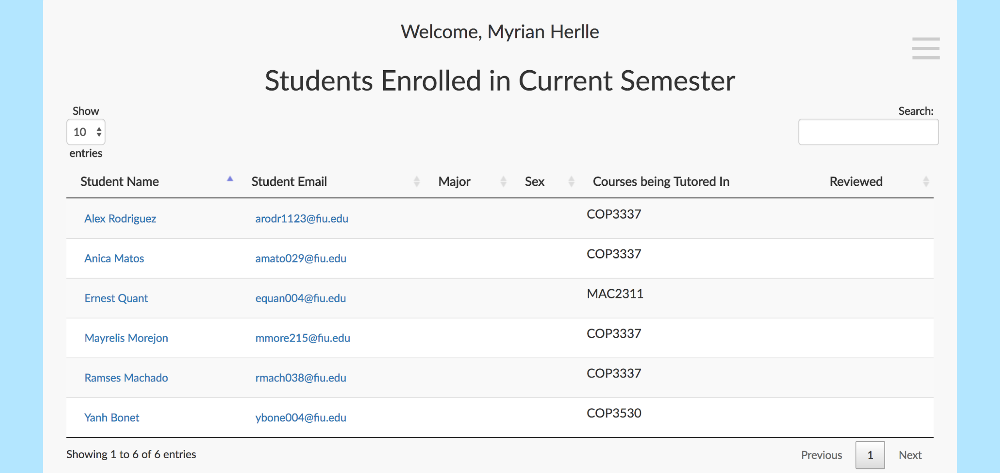 Welcome, Myrian Herlle
Students Enrolled in Current Semester
Show
10
entries
Search:
Student Name Student Email Major Sex Courses being Tutored In Reviewed
Alex Rodriguez arodr1123@fiu.edu COP3337
Anica Matos amato029@fiu.edu COP3337
Ernest Quant equan004@fiu.edu MAC2311
Mayrelis Morejon mmore215@fiu.edu COP3337
Ramses Machado rmach038@fiu.edu COP3337
Yanh Bonet ybone004@fiu.edu COP3530
Showing 1 to 6 of 6 entries
Previous 1 Next